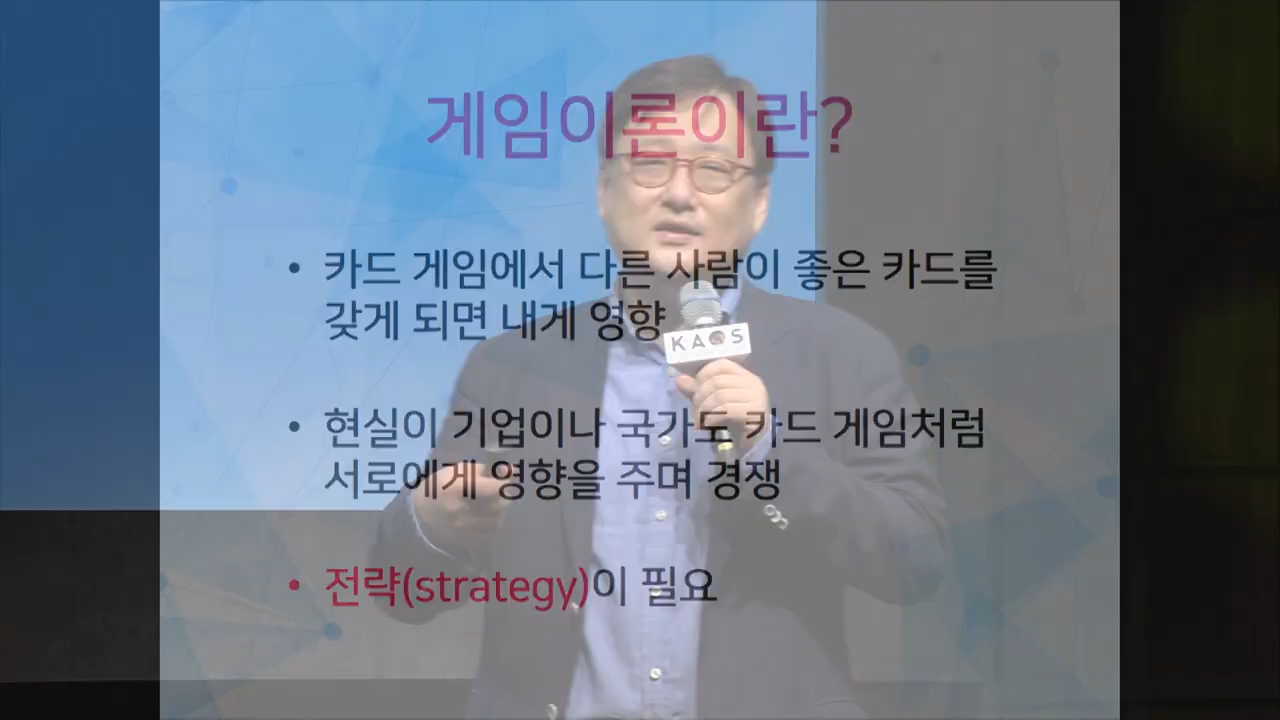 게임이론이란?
• 카드 게임에서 다른 사람이 좋은 카드를
갖게 되면 내게 영향
KAOS
• 현실이 기업이나 국가도 카드 게임처럼
서로에게 영향을 주며 경쟁
• 전략(strategy)이 필요